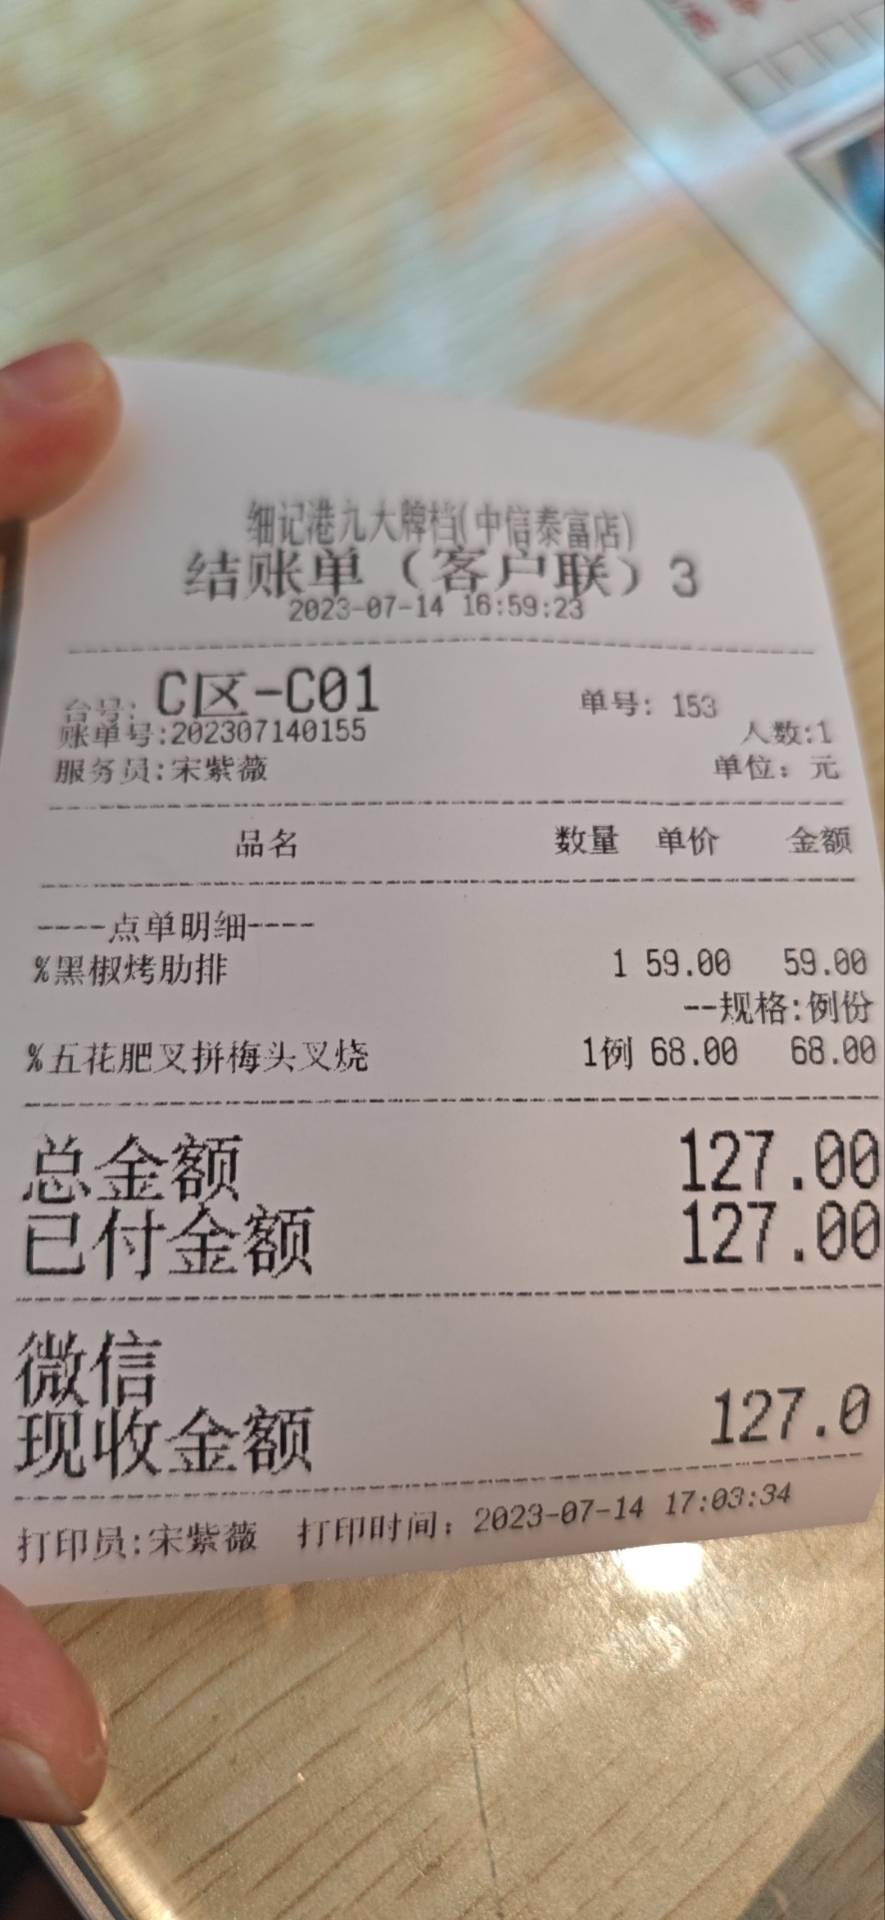 细记港九大牌档(中信泰富店)
结账单（客户联）3
2023-07-14 16:59:23
台号: C区-C01 单号: 153
账单号:202307140155 人数:1
服务员:宋紫薇 单位: 元
品名 数量 单价 金额
----点单明细----
%黑椒烤肋排 1 59.00 59.00
--规格:例份
%五花肥叉拼梅头叉烧 1例 68.00 68.00
总金额 127.00
已付金额 127.00
微信
现收金额 127.0
打印员:宋紫薇 打印时间: 2023-07-14 17:03:34